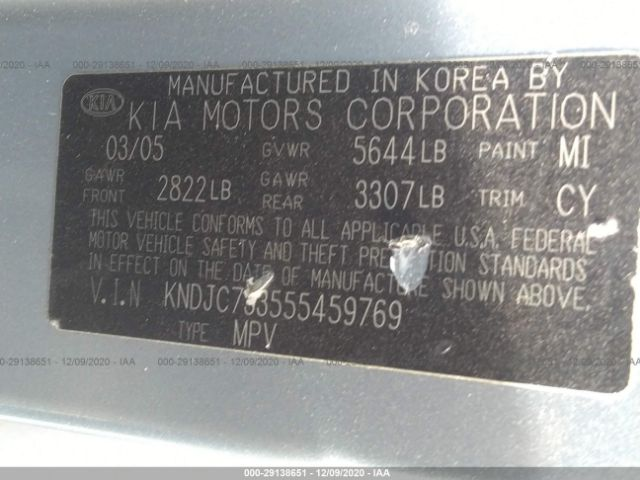 000-29138651 - 12/09/2020 - IAA
MANUFACTURED IN KOREA BY
KIA KIA MOTORS CORPORATION
03/05 GVWR 5644LB PAINT MI
GAWR FRONT 2822LB GAWR REAR 3307LB TRIM CY
THIS VEHICLE CONFORMS TO ALL APPLICABLE U.S.A. FEDERAL
MOTOR VEHICLE SAFETY AND THEFT PREVENTION STANDARDS
IN EFFECT ON THE DATE OF MANUFACTURE SHOWN ABOVE.
V.I.N
TYPE MPV
000-29138651 - 12/09/2020 - IAA